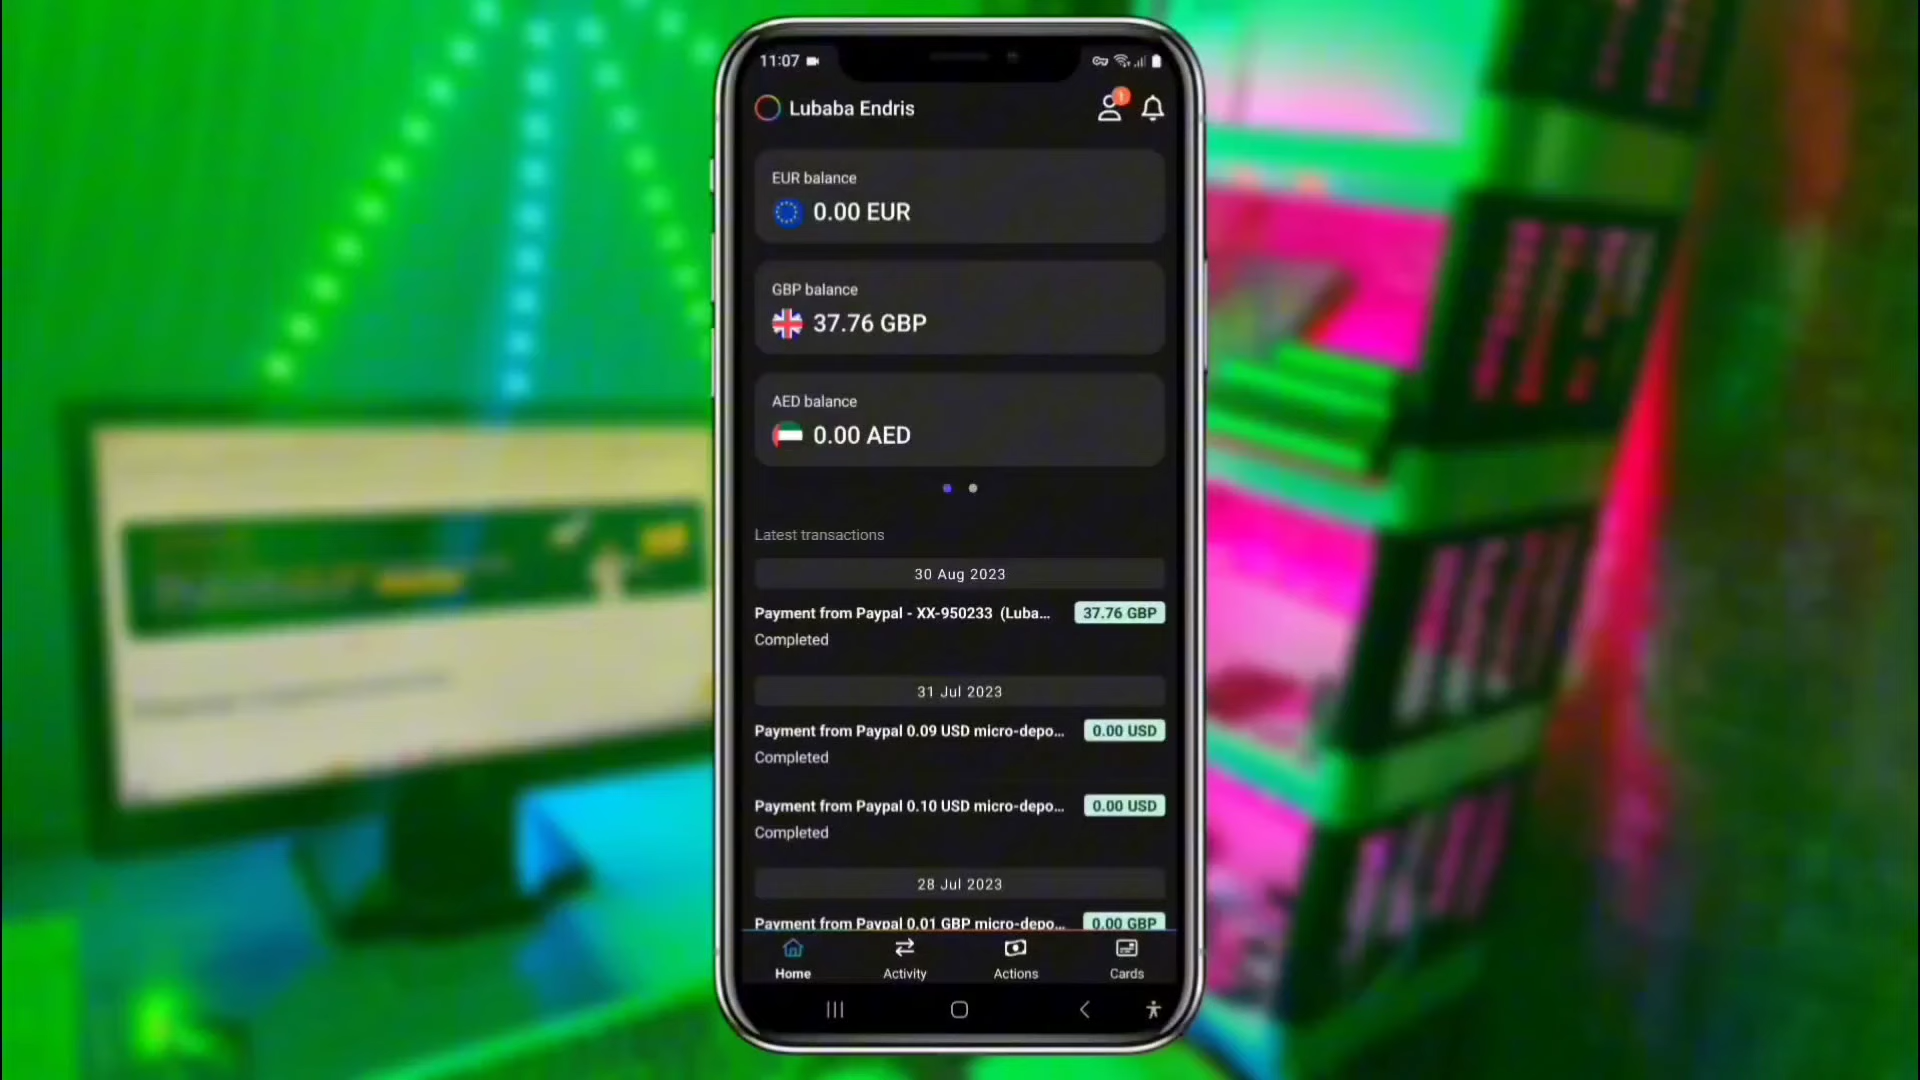 11:07
Lubaba Endris
1
EUR balance
0.00 EUR
GBP balance
37.76 GBP
AED balance
0.00 AED
Latest transactions
30 Aug 2023
Payment from Paypal - XX-950233 (Luba...
37.76 GBP
Completed
31 Jul 2023
Payment from Paypal 0.09 USD micro-depo...
0.00 USD
Completed
Payment from Paypal 0.10 USD micro-depo...
0.00 USD
Completed
28 Jul 2023
Payment from Paypal 0.01 GBP micro-depo...
0.00 GBP
Home
Activity
Actions
Cards